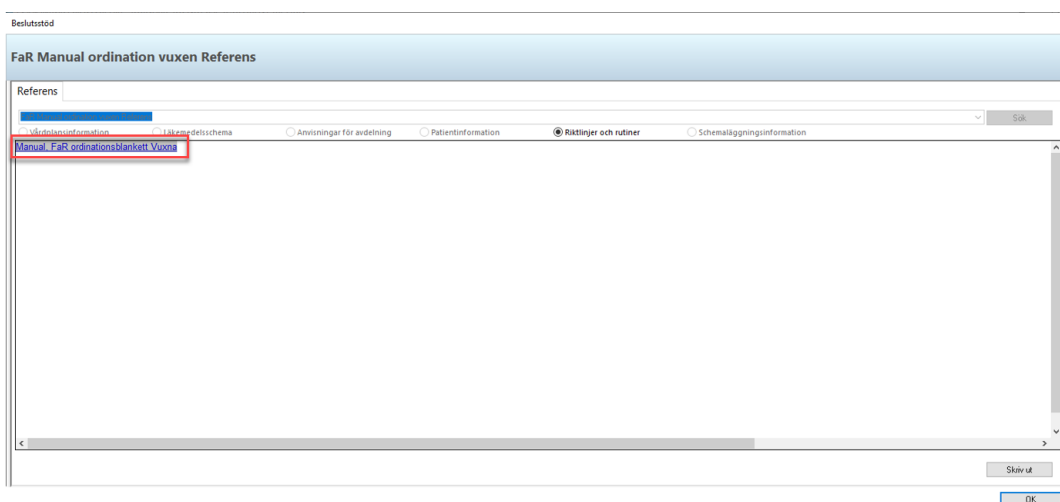 Beslutsstöd
FaR Manual ordination vuxen Referens
Referens
Sök
Vårdplansinformation Läkemedelsschema Anvisningar för avdelning Patientinformation Riktlinjer och rutiner Schemaläggningsinformation
Manual, FaR ordinationsblankett Vuxna
Skriv ut
OK